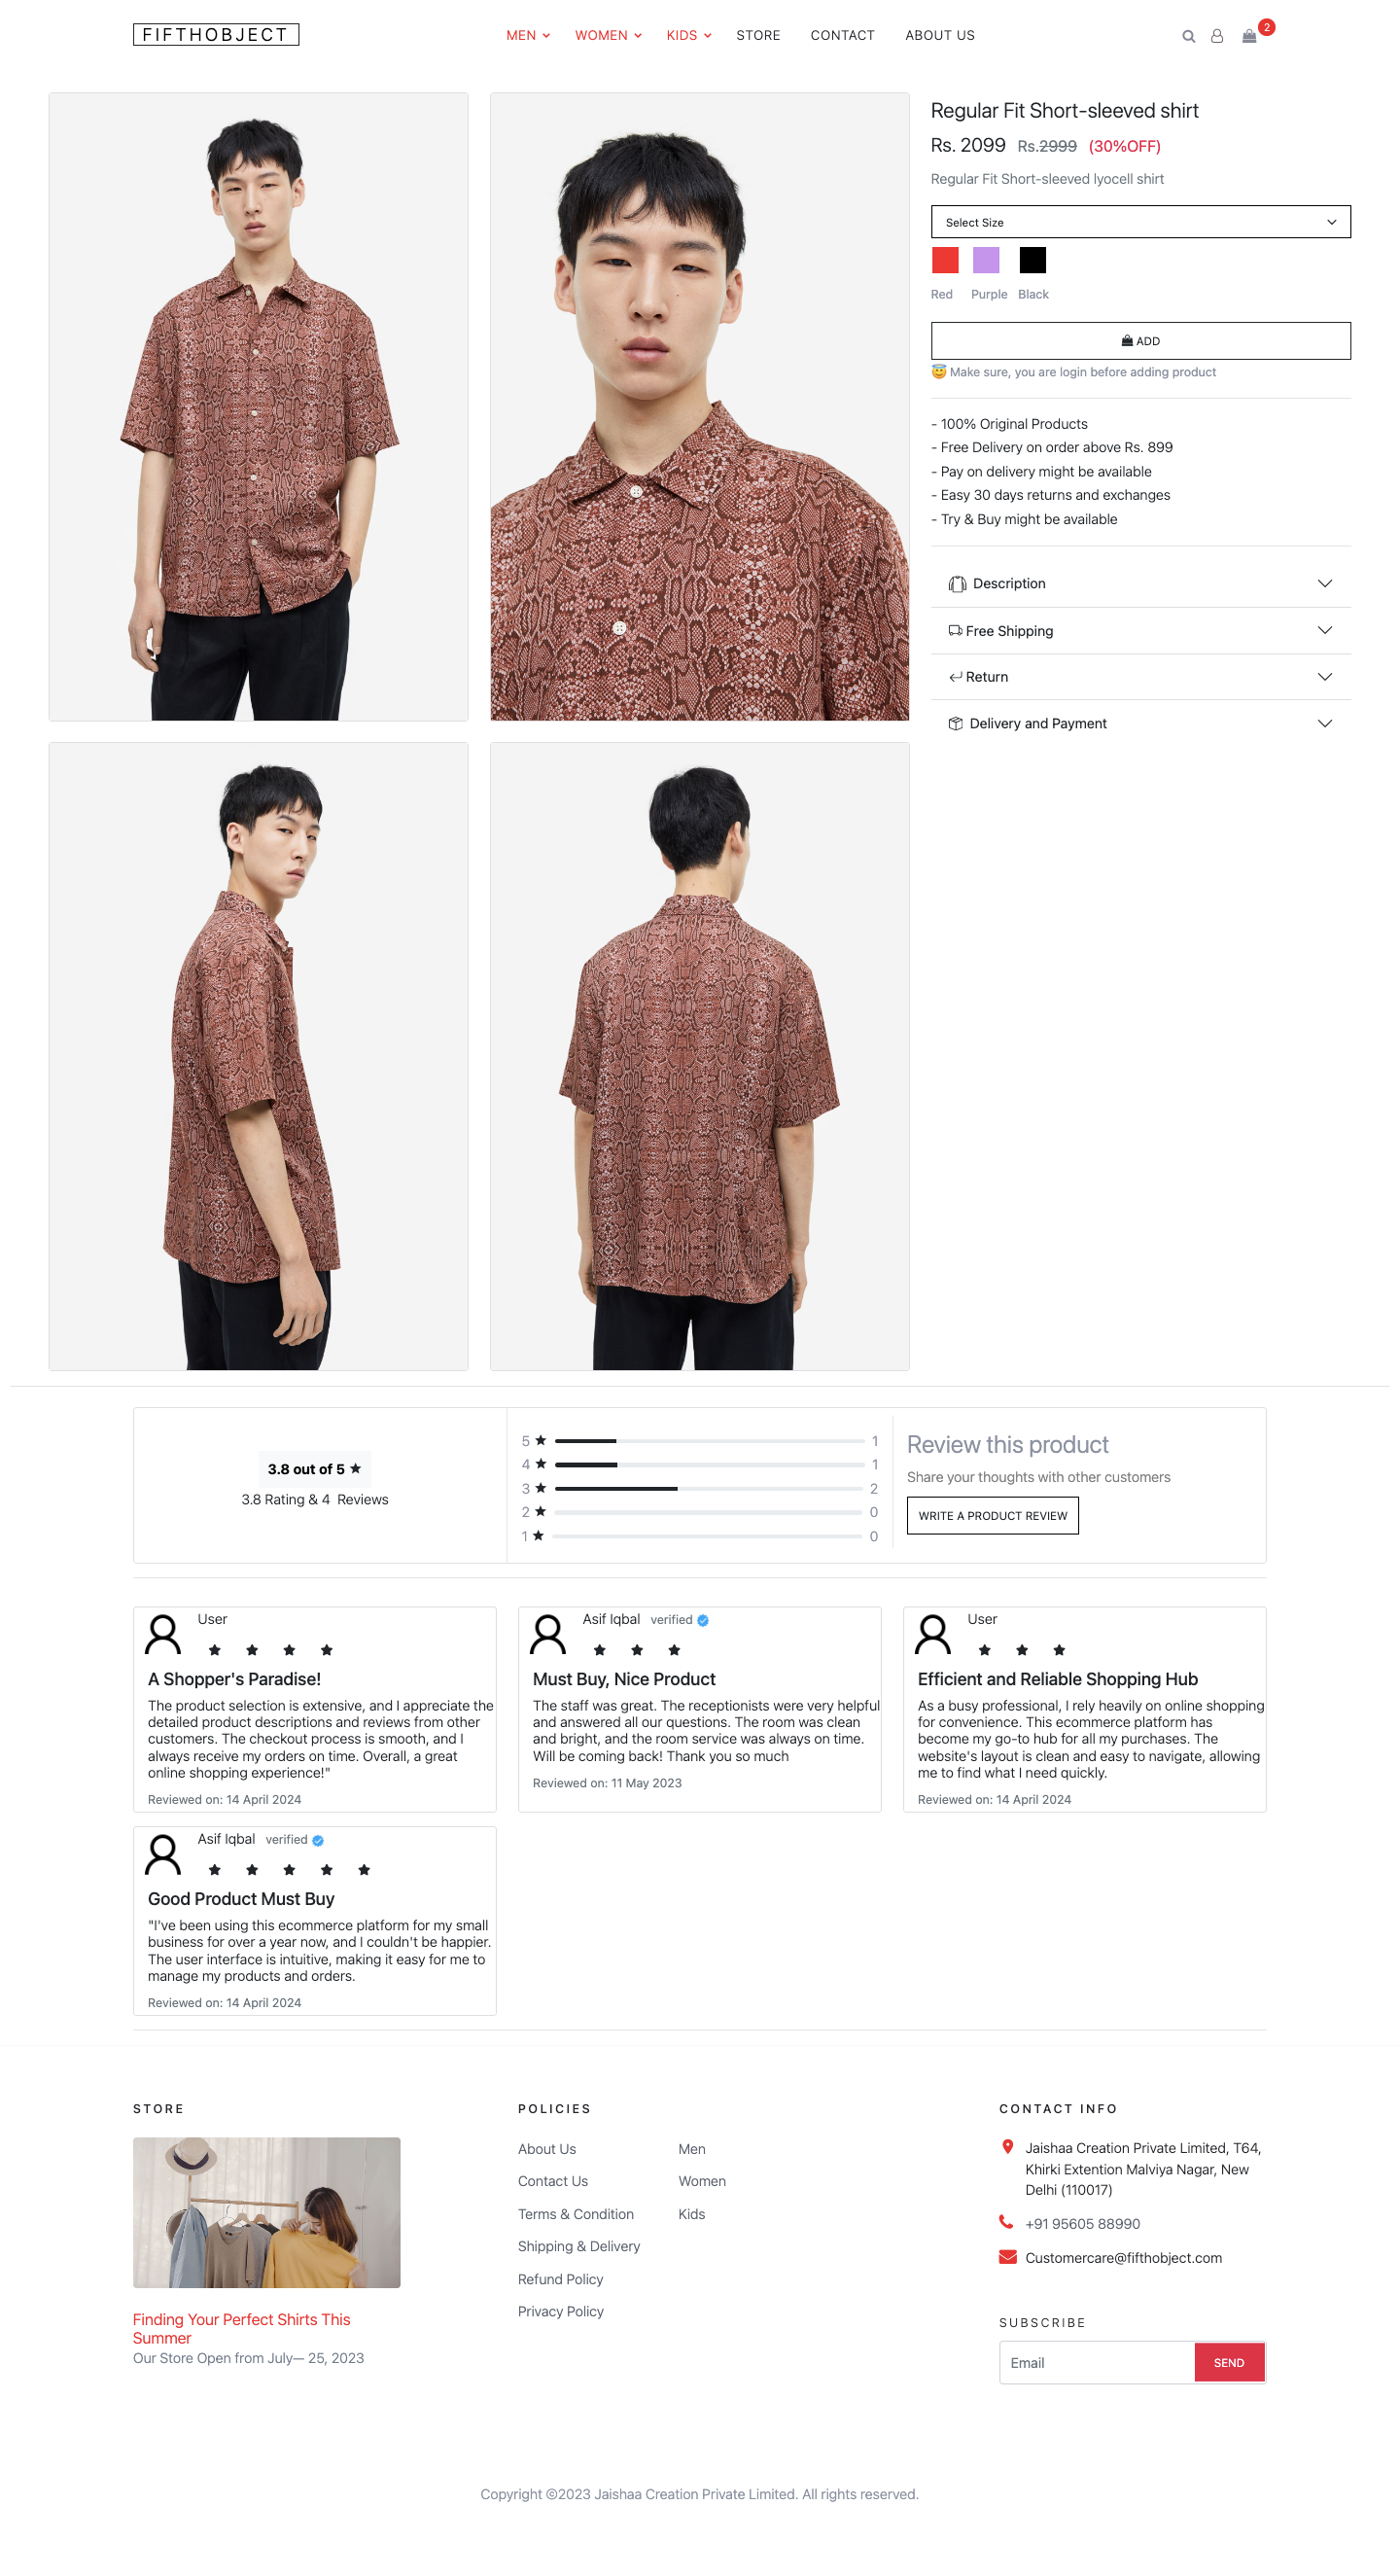 FIFTHOBJECT
MEN WOMEN KIDS STORE CONTACT ABOUT US
2
Regular Fit Short-sleeved shirt
Rs. 2099 Rs.2999 (30%OFF)
Regular Fit Short-sleeved lyocell shirt
Select Size
Red Purple Black
ADD
😇 Make sure, you are login before adding product
- 100% Original Products
- Free Delivery on order above Rs. 899
- Pay on delivery might be available
- Easy 30 days returns and exchanges
- Try & Buy might be available
Description
Free Shipping
Return
Delivery and Payment
3.8 out of 5 ★
3.8 Rating & 4 Reviews
5 ★ 1
4 ★ 1
3 ★ 2
2 ★ 0
1 ★ 0
Review this product
Share your thoughts with other customers
WRITE A PRODUCT REVIEW
User
A Shopper's Paradise!
The product selection is extensive, and I appreciate the
detailed product descriptions and reviews from other
customers. The checkout process is smooth, and I
always receive my orders on time. Overall, a great
online shopping experience!"
Reviewed on: 14 April 2024
Asif Iqbal verified
Must Buy, Nice Product
The staff was great. The receptionists were very helpful
and answered all our questions. The room was clean
and bright, and the room service was always on time.
Will be coming back! Thank you so much
Reviewed on: 11 May 2023
User
Efficient and Reliable Shopping Hub
As a busy professional, I rely heavily on online shopping
for convenience. This ecommerce platform has
become my go-to hub for all my purchases. The
website's layout is clean and easy to navigate, allowing
me to find what I need quickly.
Reviewed on: 14 April 2024
Asif Iqbal verified
Good Product Must Buy
"I've been using this ecommerce platform for my small
business for over a year now, and I couldn't be happier.
The user interface is intuitive, making it easy for me to
manage my products and orders.
Reviewed on: 14 April 2024
STORE
Finding Your Perfect Shirts This
Summer
Our Store Open from July— 25, 2023
POLICIES
About Us
Contact Us
Terms & Condition
Shipping & Delivery
Refund Policy
Privacy Policy
Men
Women
Kids
CONTACT INFO
Jaishaa Creation Private Limited, T64,
Khirki Extention Malviya Nagar, New
Delhi (110017)
+91 95605 88990
Customercare@fifthobject.com
SUBSCRIBE
Email
SEND
Copyright ©2023 Jaishaa Creation Private Limited. All rights reserved.